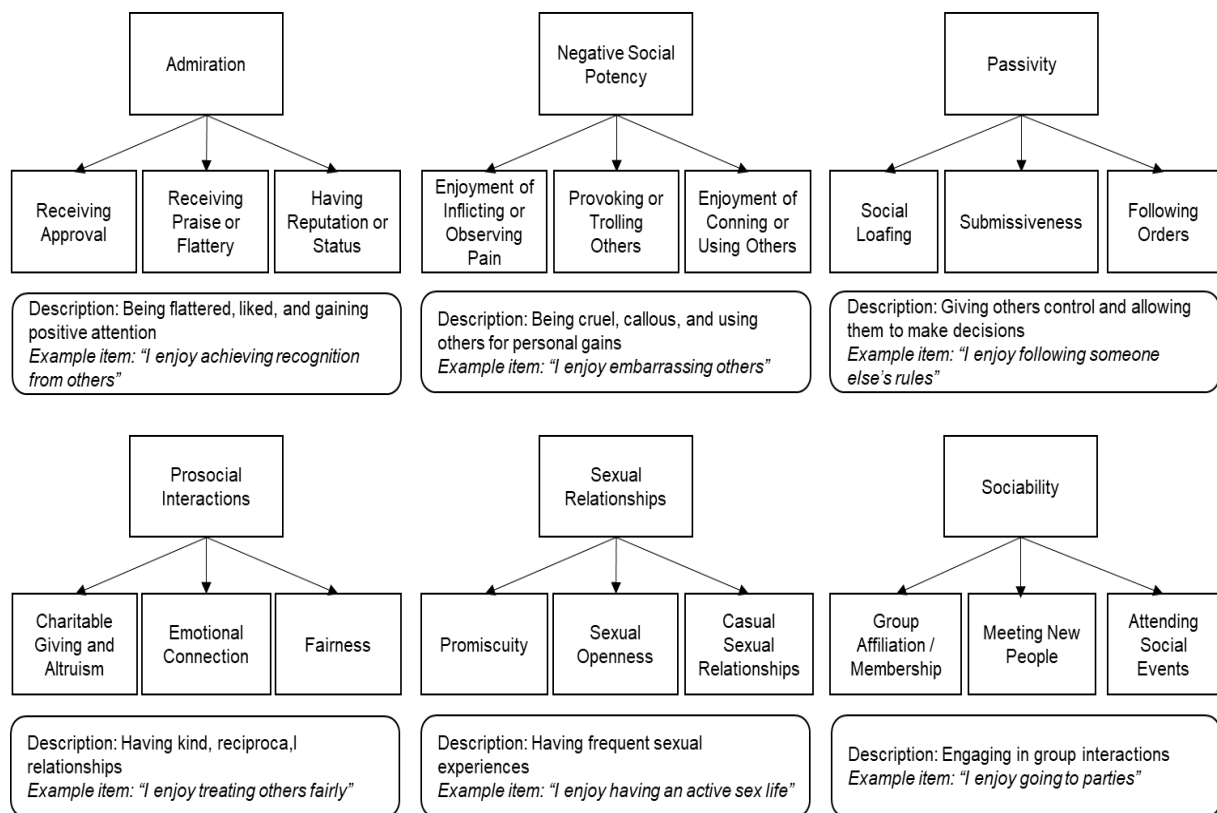 Admiration
Negative Social
Potency
Passivity
Receiving
Approval
Receiving
Praise or
Flattery
Having
Reputation or
Status
Enjoyment of
Inflicting or
Observing
Pain
Provoking or
Trolling
Others
Enjoyment of
Conning or
Using Others
Social
Loafing
Submissiveness
Following
Orders
Description: Being flattered, liked, and gaining
positive attention
Example item: “I enjoy achieving recognition
from others”
Description: Being cruel, callous, and using
others for personal gains
Example item: “I enjoy embarrassing others”
Description: Giving others control and allowing
them to make decisions
Example item: “I enjoy following someone
else’s rules”
Prosocial
Interactions
Sexual
Relationships
Sociability
Charitable
Giving and
Altruism
Emotional
Connection
Fairness
Promiscuity
Sexual
Openness
Casual
Sexual
Relationships
Group
Affiliation /
Membership
Meeting New
People
Attending
Social
Events
Description: Having kind, reciproca,l
relationships
Example item: “I enjoy treating others fairly”
Description: Having frequent sexual
experiences
Example item: “I enjoy having an active sex life”
Description: Engaging in group interactions
Example item: “I enjoy going to parties”